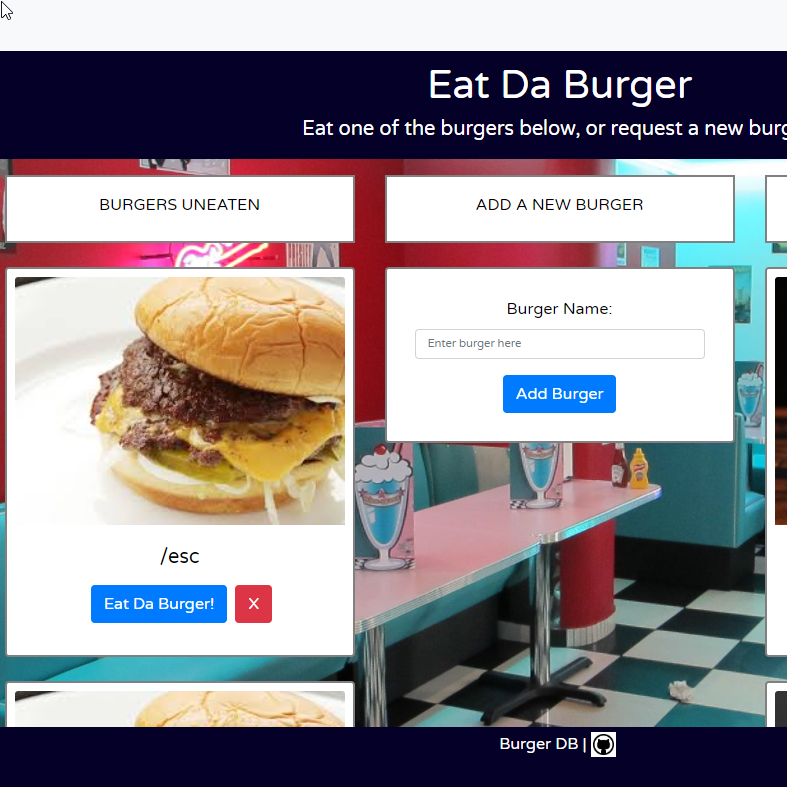 Eat Da Burger
Eat one of the burgers below, or request a new burg
BURGERS UNEATEN
ADD A NEW BURGER
Burger Name:
Enter burger here
Add Burger
/esc
Eat Da Burger!
X
Burger DB |